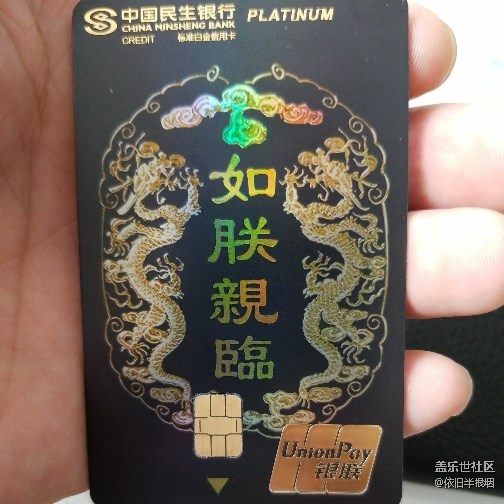 中国民生银行 PLATINUM
CHINA MINSHENG BANK
CREDIT 标准白金信用卡
如
朕
親
臨
UnionPay
银联
盖乐世社区
@依旧半根烟